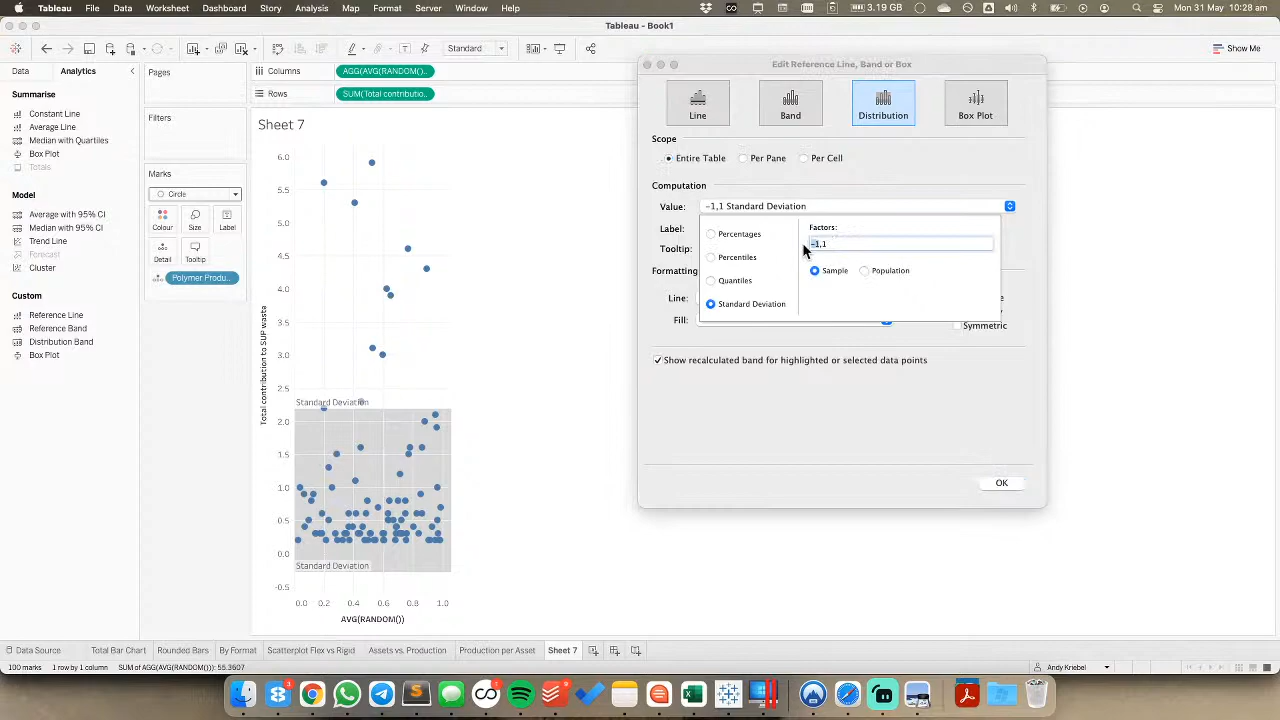 Tableau File Data Worksheet Dashboard Story Analysis Map Format Server Window Help 3.19 GB Mon 31 May 10:28 am
Tableau - Book1
Standard Show Me
Data Analytics
Summarise
Constant Line
Average Line
Median with Quartiles
Box Plot
Totals
Model
Average with 95% CI
Median with 95% CI
Trend Line
Forecast
Cluster
Custom
Reference Line
Reference Band
Distribution Band
Box Plot
Pages
Filters
Marks
Circle
Colour Size Label
Detail Tooltip
Polymer Produ..
Columns AGG(AVG(RANDOM()..
Rows SUM(Total contributio..
Sheet 7
6.0
5.5
5.0
4.5
4.0
3.5
3.0
2.5
2.0
1.5
1.0
0.5
0.0
-0.5
Total contribution to SUP waste
Standard Deviation
Standard Deviation
0.0 0.2 0.4 0.6 0.8 1.0
AVG(RANDOM())
Edit Reference Line, Band or Box
Line Band Distribution Box Plot
Scope
Entire Table Per Pane Per Cell
Computation
Value: -1,1 Standard Deviation
Label:
Tooltip:
Percentages
Percentiles
Quantiles
Standard Deviation
Factors:
-1,1
Sample Population
Formatting
Line:
Fill:
Symmetric
Show recalculated band for highlighted or selected data points
OK
Data Source Total Bar Chart Rounded Bars By Format Scatterplot Flex vs Rigid Assets vs. Production Production per Asset Sheet 7
100 marks 1 row by 1 column SUM of AGG(AVG(RANDOM())): 55.3607 Andy Kriebel